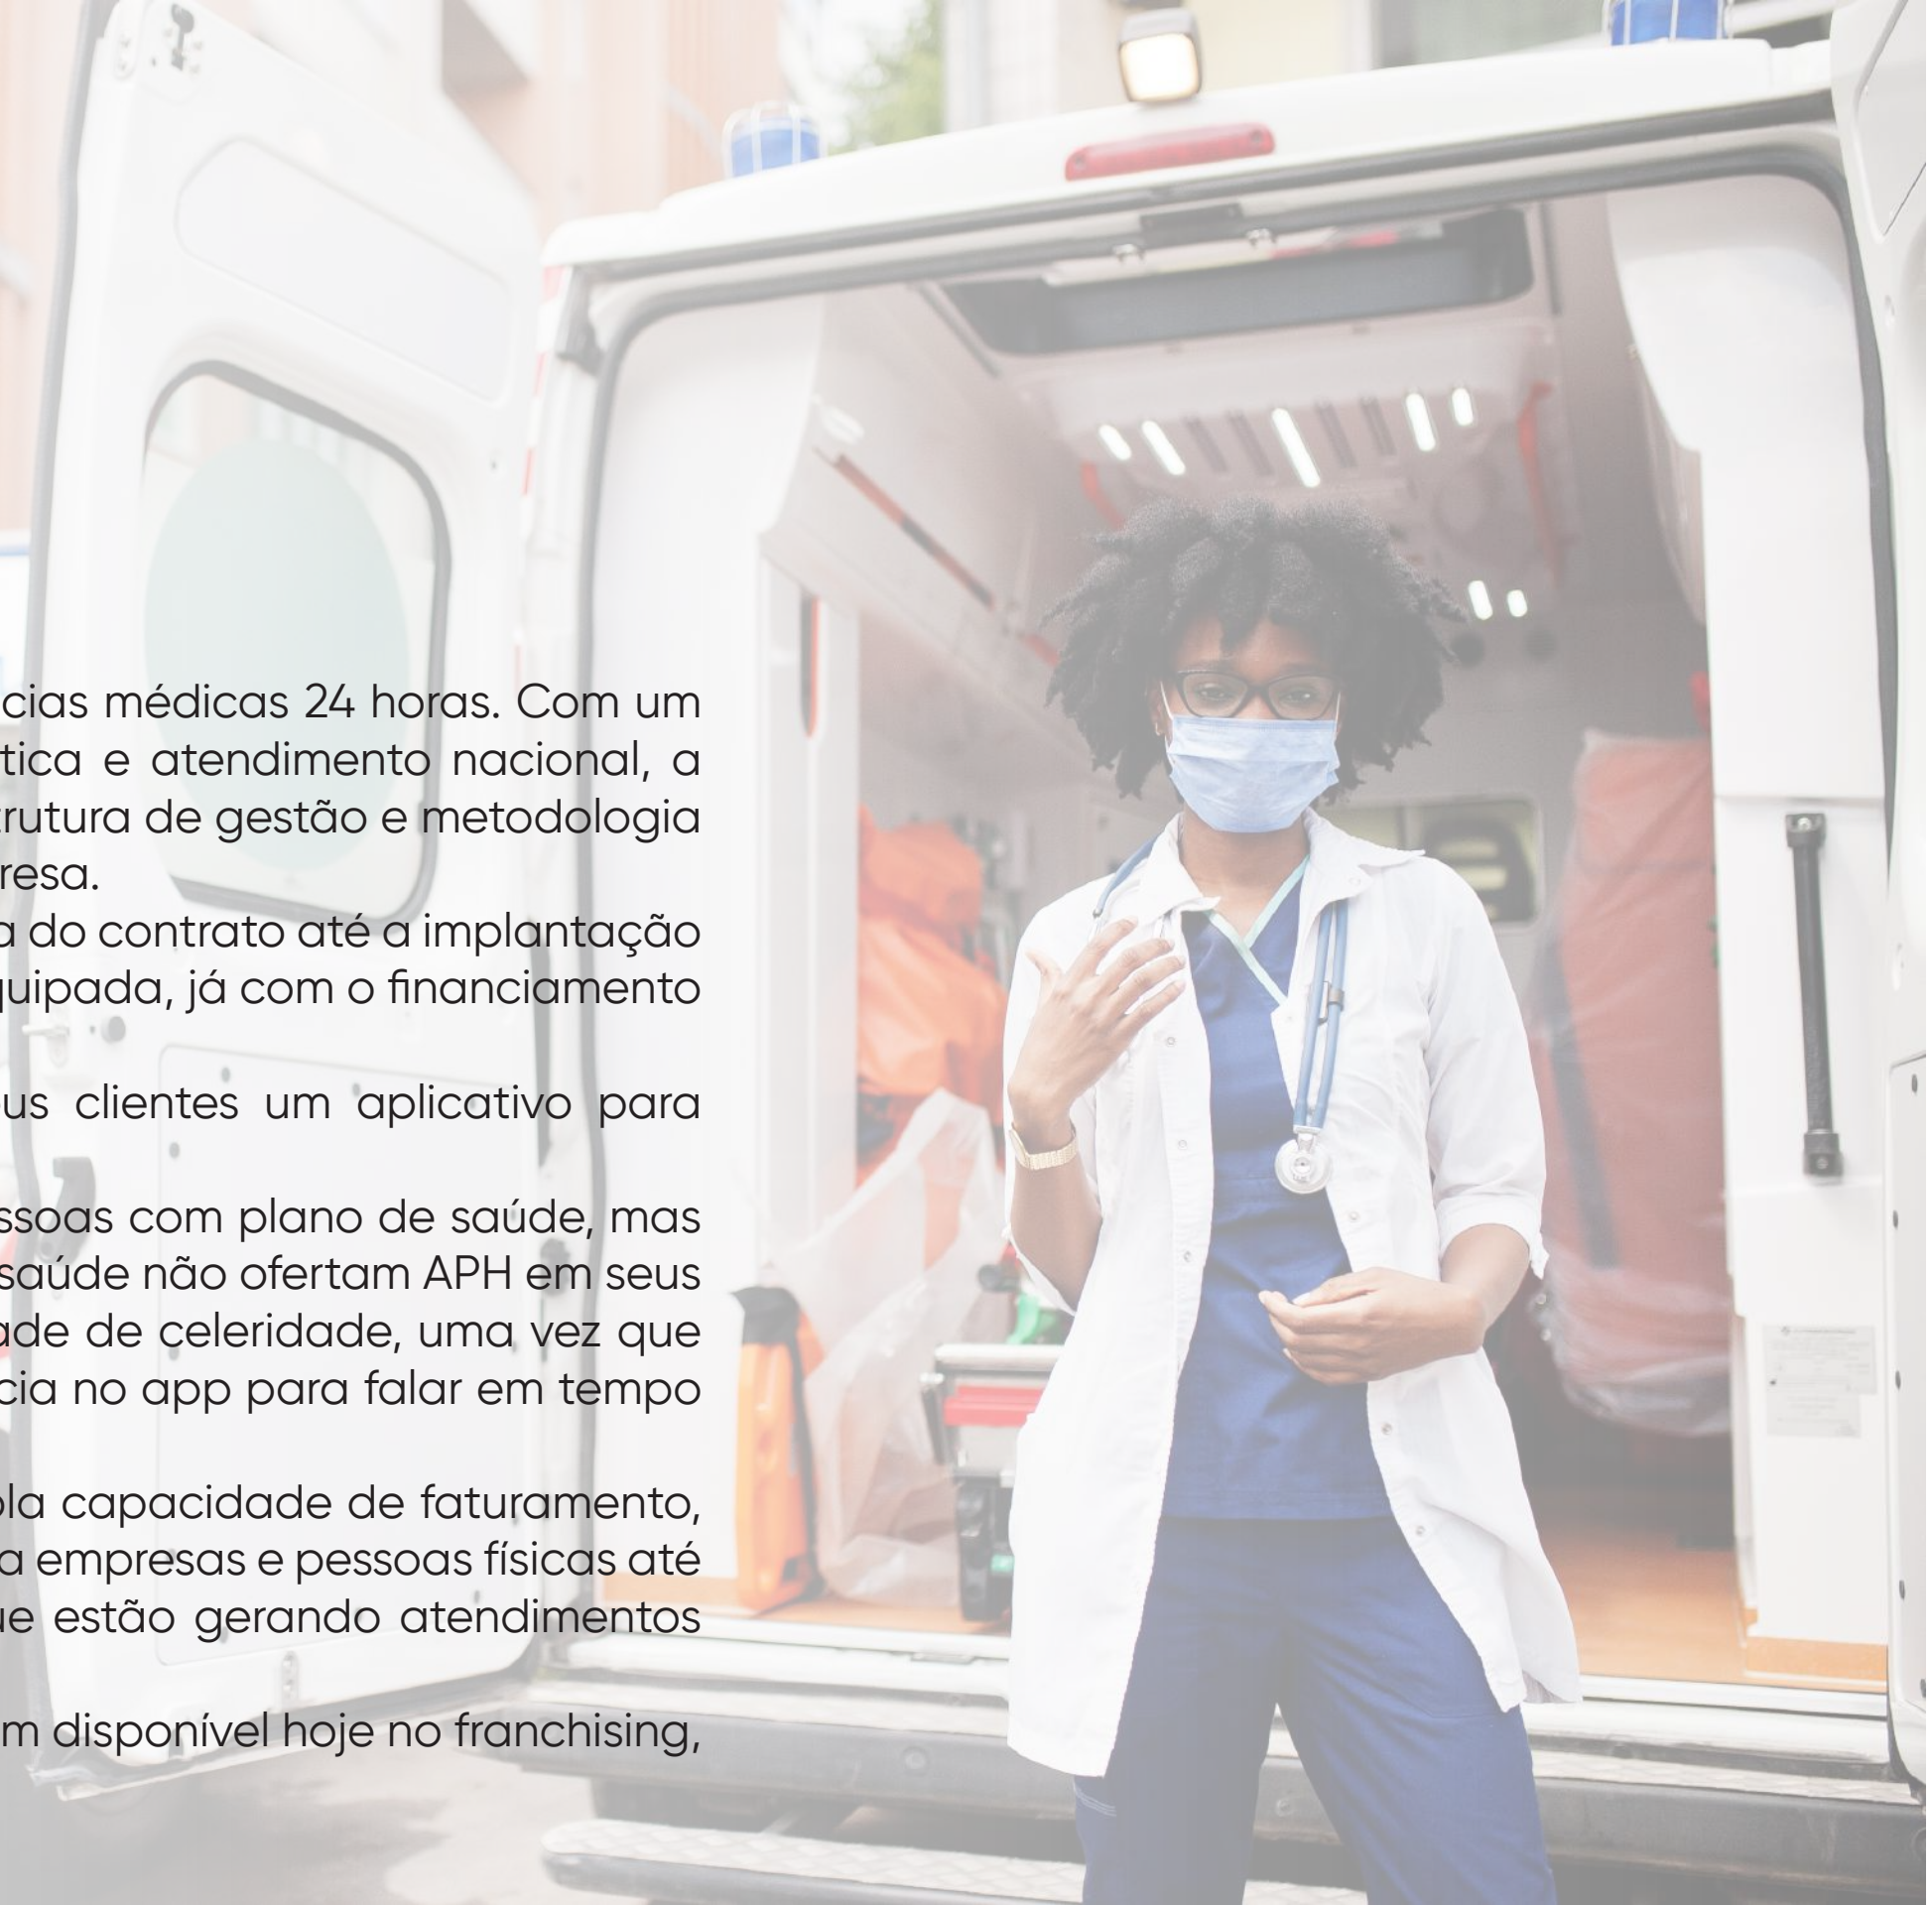 cias médicas 24 horas. Com um
tica e atendimento nacional, a
rutura de gestão e metodologia
resa.
a do contrato até a implantação
quipada, já com o financiamento
us clientes um aplicativo para
ssoas com plano de saúde, mas
saúde não ofertam APH em seus
ade de celeridade, uma vez que
cia no app para falar em tempo
la capacidade de faturamento,
a empresas e pessoas físicas até
ue estão gerando atendimentos
m disponível hoje no franchising,